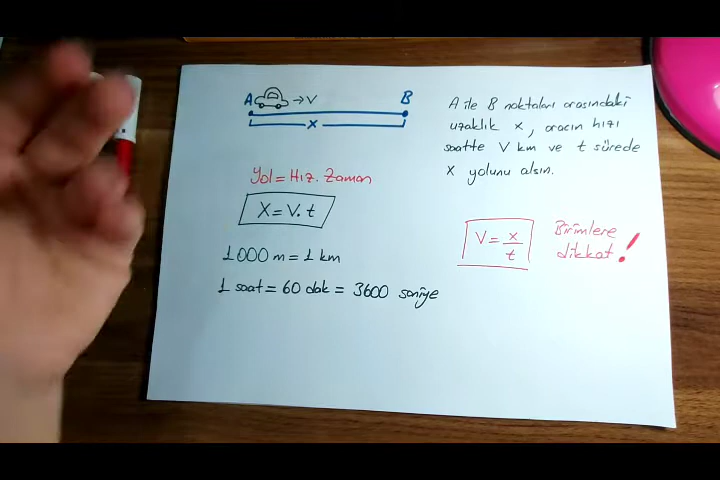 A → V B
x
Yol = Hız. Zaman
X = V. t
1000 m = 1 km
1 saat = 60 dak = 3600 saniye
A ile B noktaları arasındaki
uzaklık x, aracın hızı
saatte V km ve t sürede
x yolunu alsın.
V = x/t
Birimlere
dikkat!